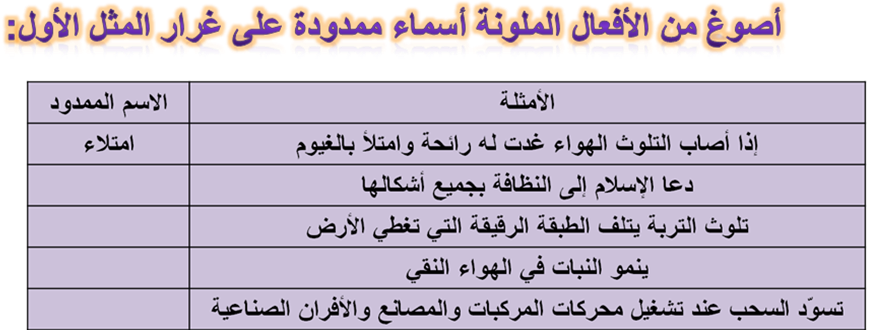 أصوغ من الأفعال الملونة أسماء ممدودة على غرار المثل الأول:
الأمثلة الاسم الممدود
إذا أصاب التلوث الهواء غدت له رائحة وامتلأ بالغيوم امتلاء
دعا الإسلام إلى النظافة بجميع أشكالها
تلوث التربة يتلف الطبقة الرقيقة التي تغطي الأرض
ينمو النبات في الهواء النقي
تسوّد السحب عند تشغيل محركات المركبات والمصانع والأفران الصناعية